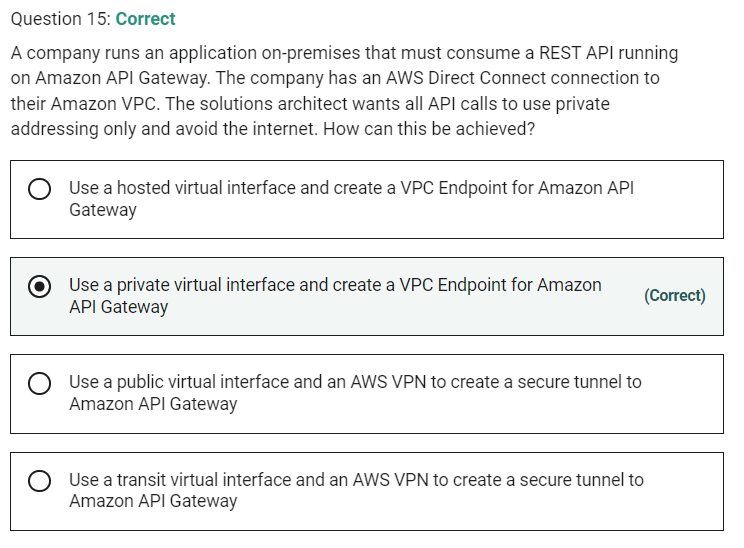 Question 15: Correct
A company runs an application on-premises that must consume a REST API running
on Amazon API Gateway. The company has an AWS Direct Connect connection to
their Amazon VPC. The solutions architect wants all API calls to use private
addressing only and avoid the internet. How can this be achieved?
Use a hosted virtual interface and create a VPC Endpoint for Amazon API
Gateway
Use a private virtual interface and create a VPC Endpoint for Amazon
API Gateway
(Correct)
Use a public virtual interface and an AWS VPN to create a secure tunnel to
Amazon API Gateway
Use a transit virtual interface and an AWS VPN to create a secure tunnel to
Amazon API Gateway